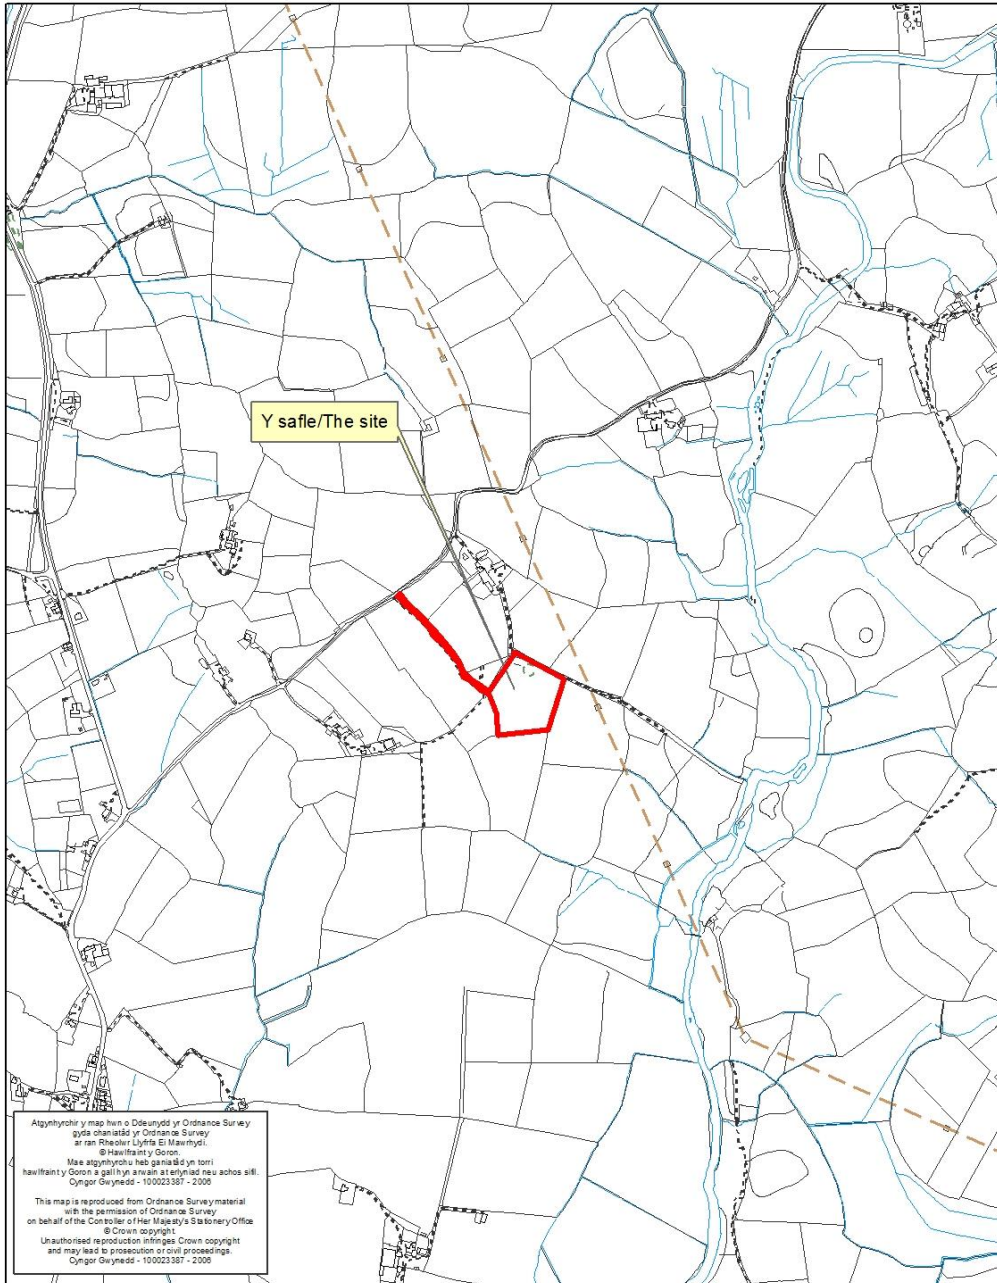 Y safle/The site
Atgynhyrchir y map hwn o Ddeunydd yr Ordnance Survey
gyda chaniatâd yr Ordnance Survey
ar ran Rheolwr Llyfrfa Ei Mawrhydi.
© Hawlfraint y Goron.
Mae atgynhyrchu heb ganiatâd yn torri
hawlfraint y Goron a gall hyn arwain at erlyniad neu achos sifil.
Cyngor Gwynedd - 100023387 - 2006
This map is reproduced from Ordnance Survey material
with the permission of Ordnance Survey
on behalf of the Controller of Her Majesty's Stationery Office
© Crown copyright.
Unauthorised reproduction infringes Crown copyright
and may lead to prosecution or civil proceedings.
Cyngor Gwynedd - 100023387 - 2006